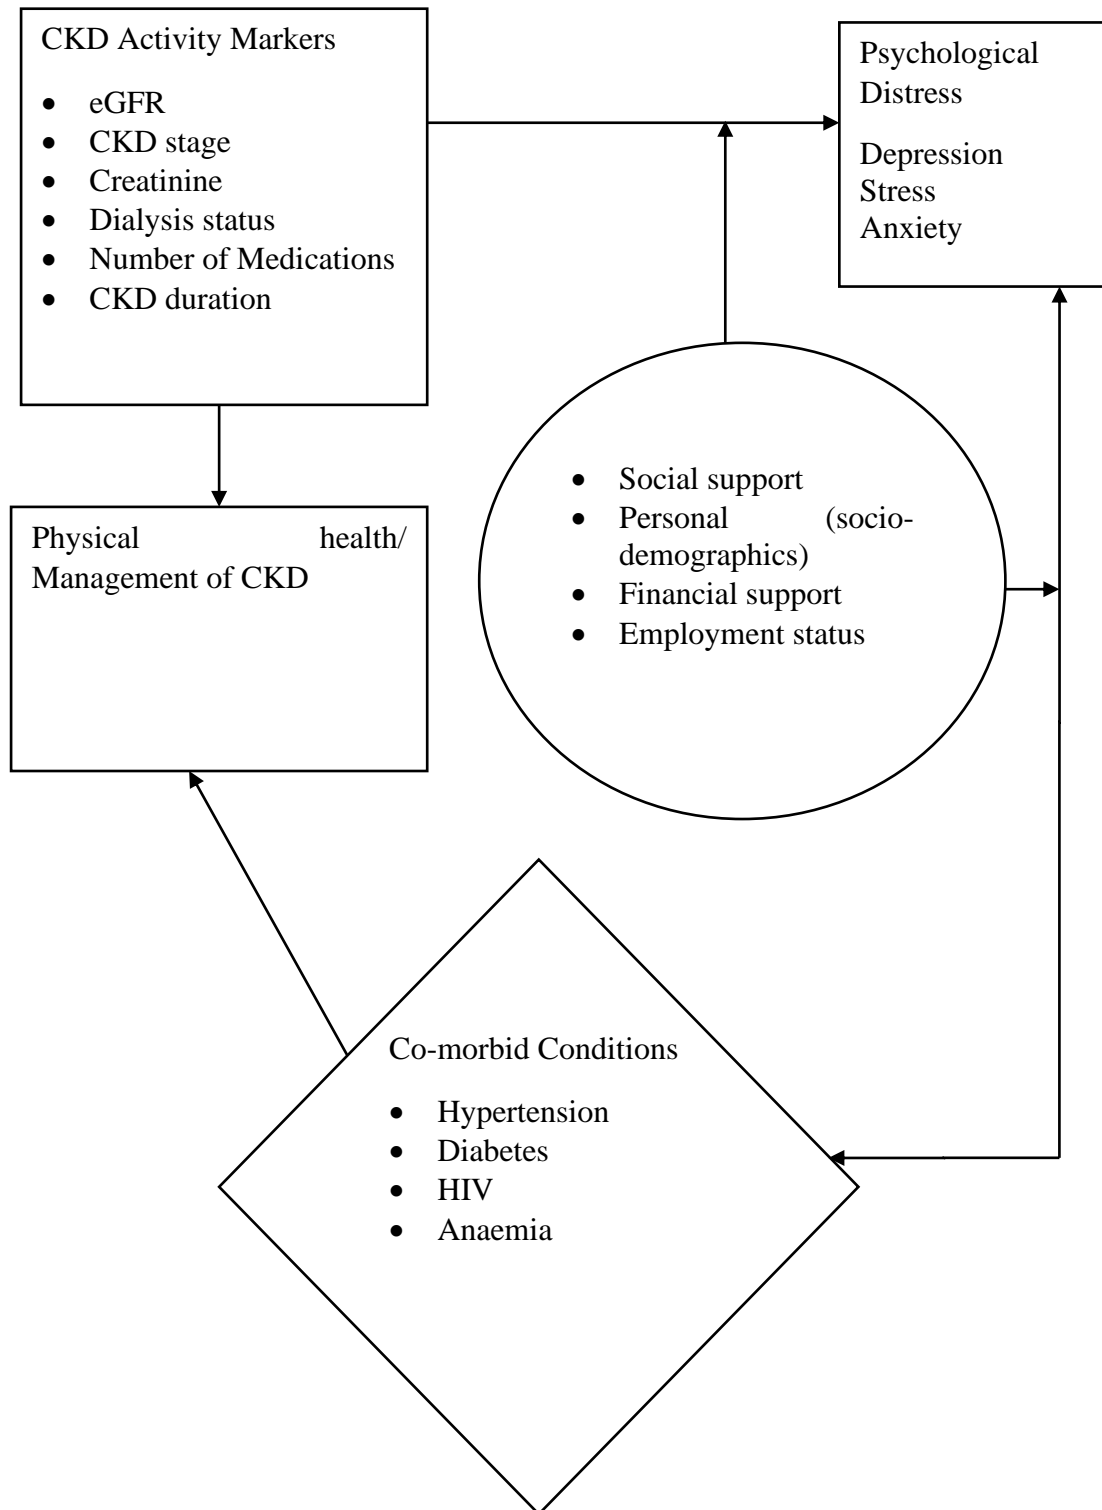 CKD Activity Markers
• eGFR
• CKD stage
• Creatinine
• Dialysis status
• Number of Medications
• CKD duration
Psychological
Distress
Depression
Stress
Anxiety
• Social support
• Personal (socio-
demographics)
• Financial support
• Employment status
Physical health/
Management of CKD
Co-morbid Conditions
• Hypertension
• Diabetes
• HIV
• Anaemia